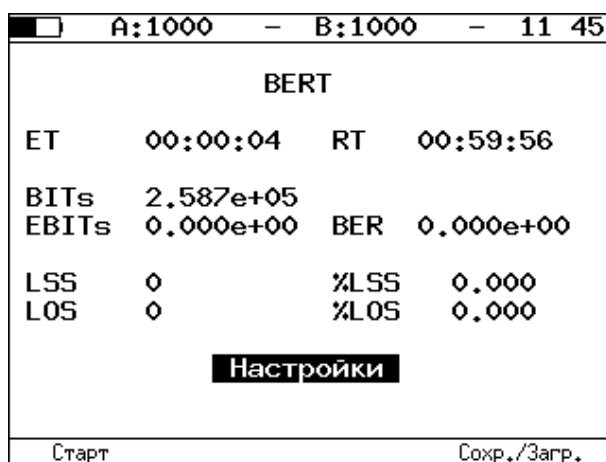 A:1000 – B:1000 – 11 45
BERT
ET 00:00:04 RT 00:59:56
BITs 2.587e+05
EBITs 0.000e+00 BER 0.000e+00
LSS 0 %LSS 0.000
LOS 0 %LOS 0.000
Настройки
Старт Сохр./Загр.